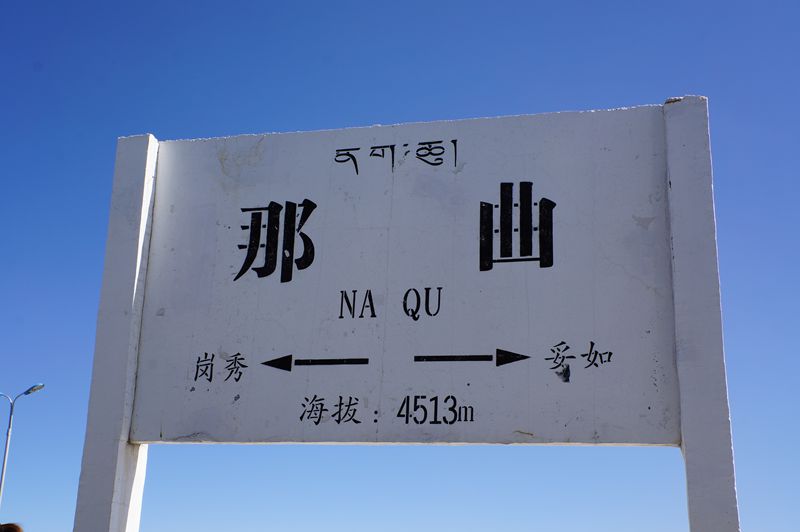 ནག་ཆུ།
那曲
NA QU
岗秀 妥如
海拔：4513m